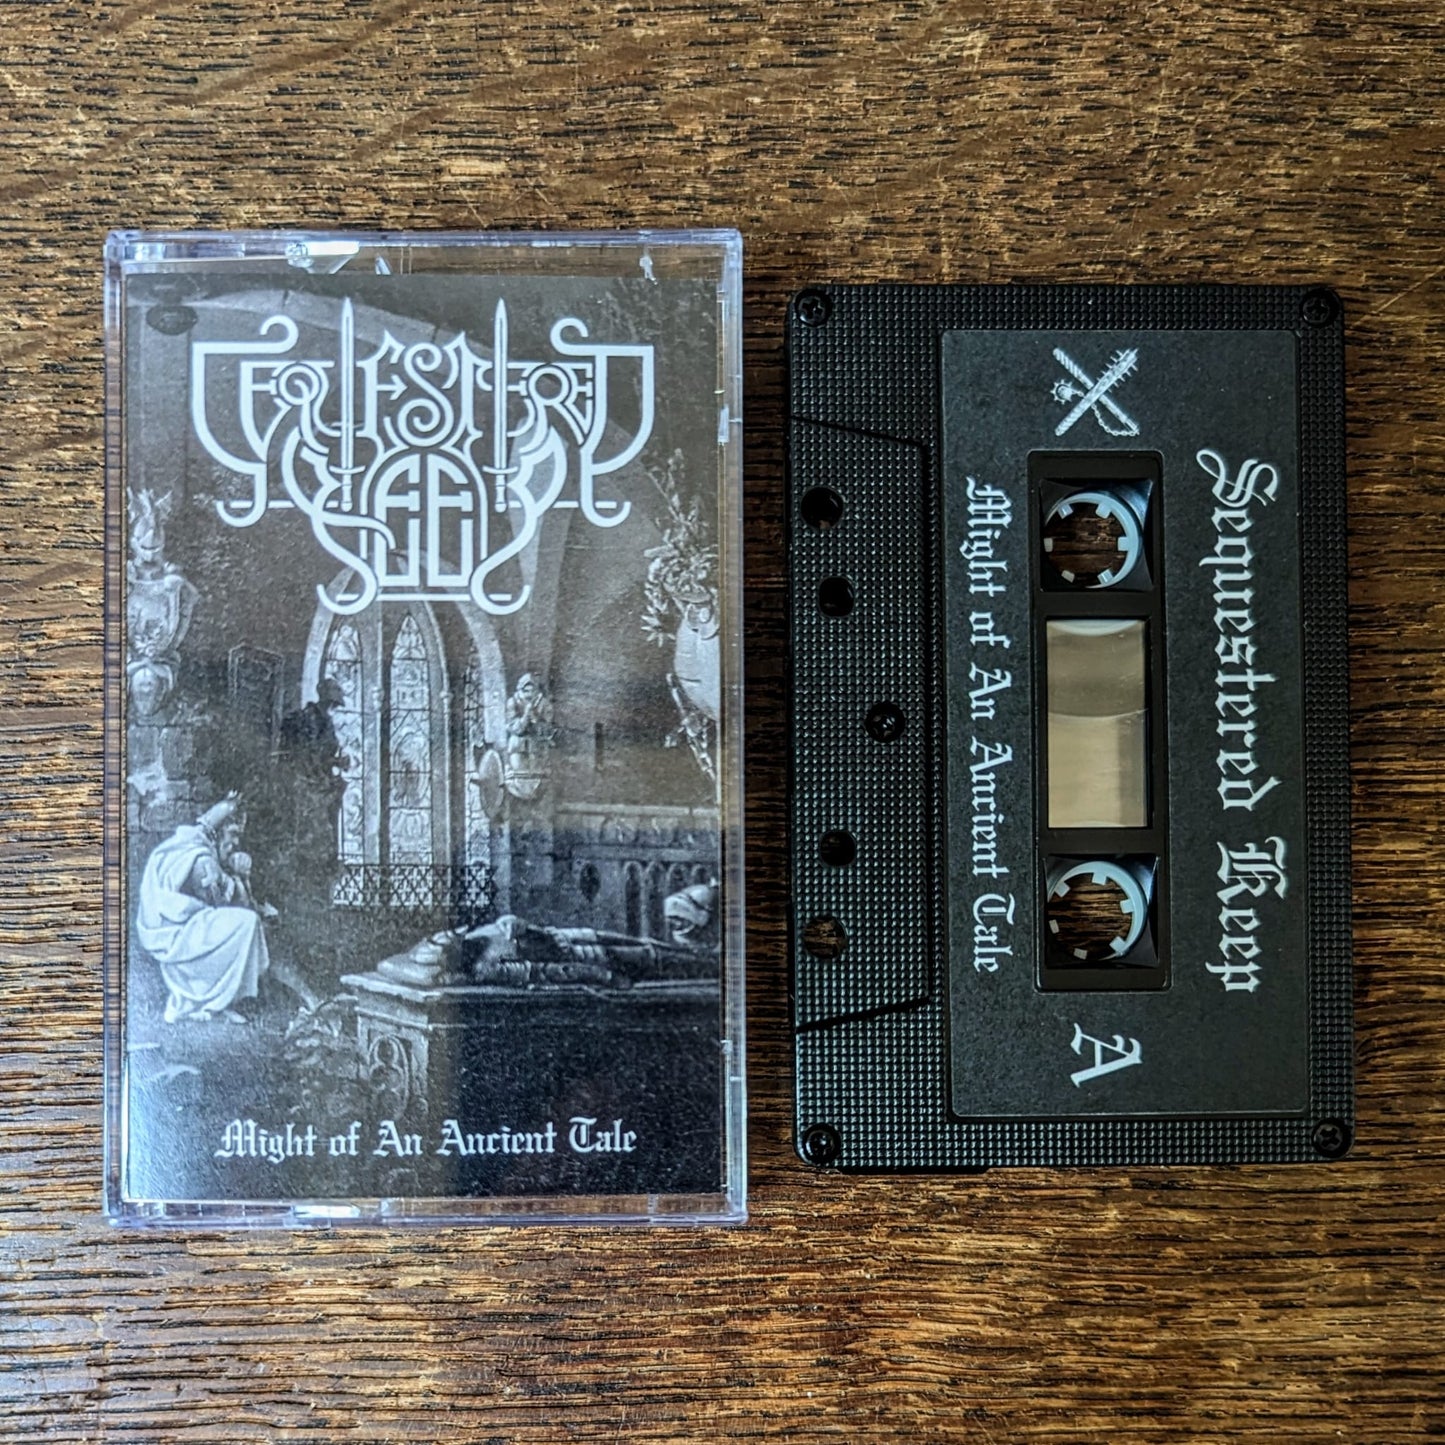 SEQUESTERED
KEEP
Might of An Ancient Tale
Sequestered Keep
Might of An Ancient Tale
A